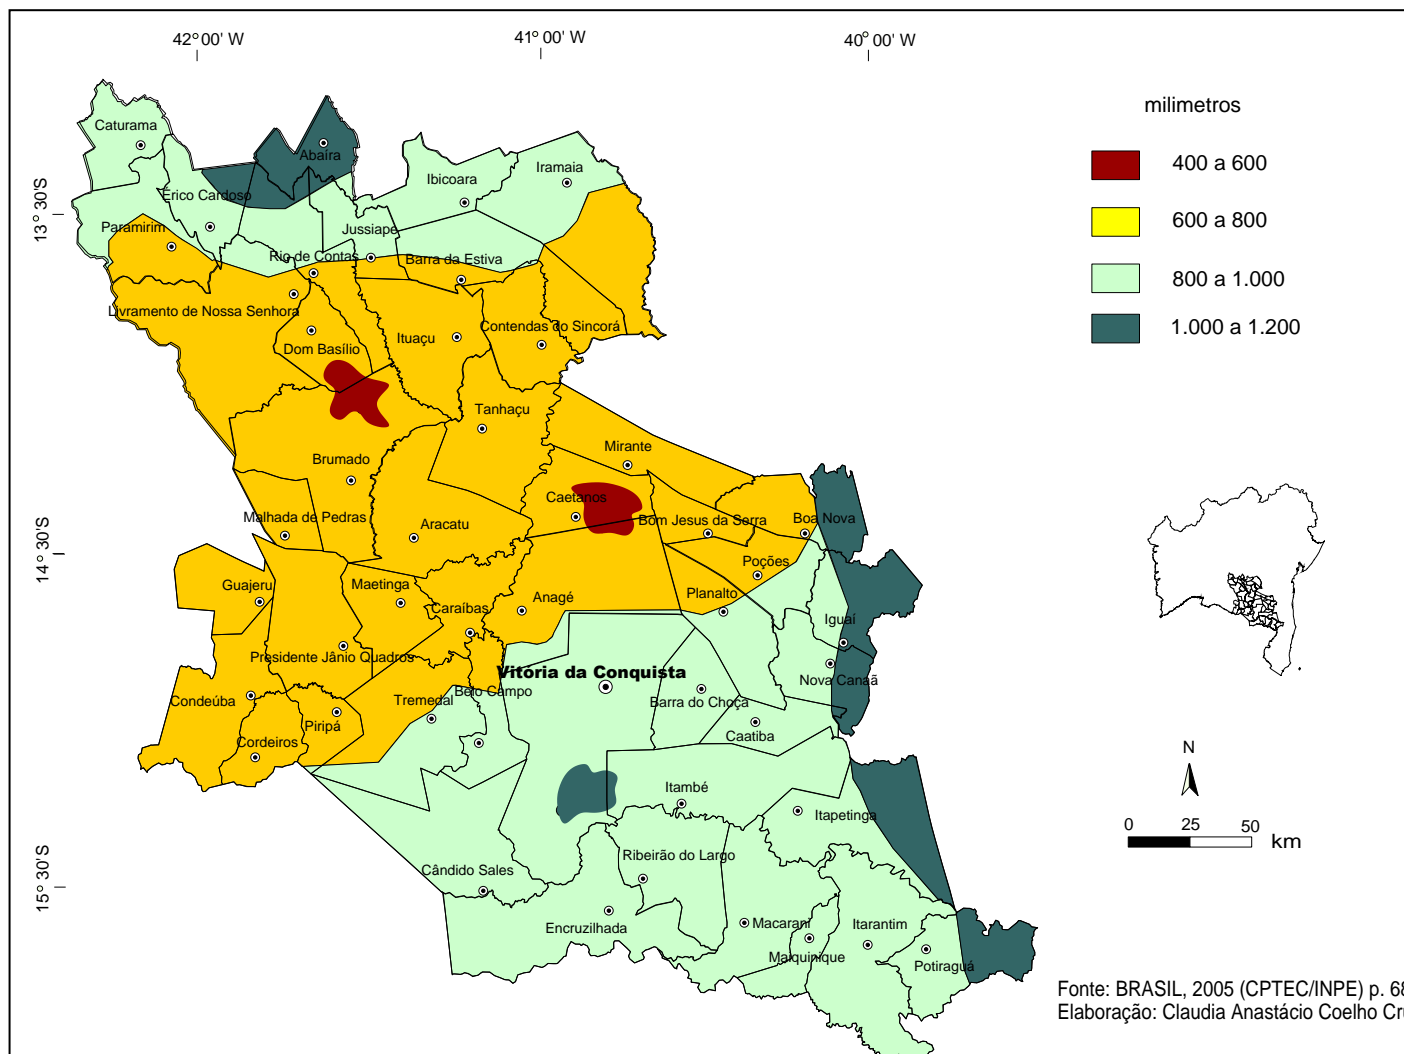 42° 00' W
41° 00' W
40° 00' W
milimetros
400 a 600
600 a 800
800 a 1.000
1.000 a 1.200
13° 30'S
14° 30'S
15° 30'S
Caturama
Abaíra
Ibicoara
Iramaia
Érico Cardoso
Paramirim
Jussiape
Rio de Contas
Barra da Estiva
Livramento de Nossa Senhora
Ituaçu
Contendas do Sincorá
Dom Basílio
Tanhaçu
Mirante
Brumado
Caetanos
Malhada de Pedras
Aracatu
Bom Jesus da Serra
Boa Nova
Poções
Guajeru
Maetinga
Caraíbas
Anagé
Planalto
Iguaí
Presidente Jânio Quadros
Vitória da Conquista
Nova Canaã
Condeúba
Tremedal
Belo Campo
Barra do Choça
Piripá
Caatiba
Cordeiros
Itambé
Itapetinga
Ribeirão do Largo
Cândido Sales
Encruzilhada
Macarani
Itarantim
Maiquinique
Potiraguá
N
0 25 50 km
Fonte: BRASIL, 2005 (CPTEC/INPE) p. 68
Elaboração: Claudia Anastácio Coelho Cru